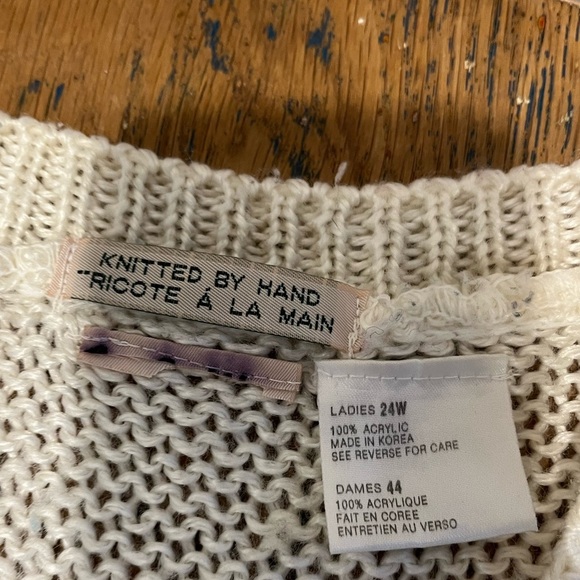 KNITTED BY HAND
TRICOTE Á LA MAIN
LADIES 24W
100% ACRYLIC
MADE IN KOREA
SEE REVERSE FOR CARE
DAMES 44
100% ACRYLIQUE
FAIT EN CORÉE
ENTRETIEN AU VERSO